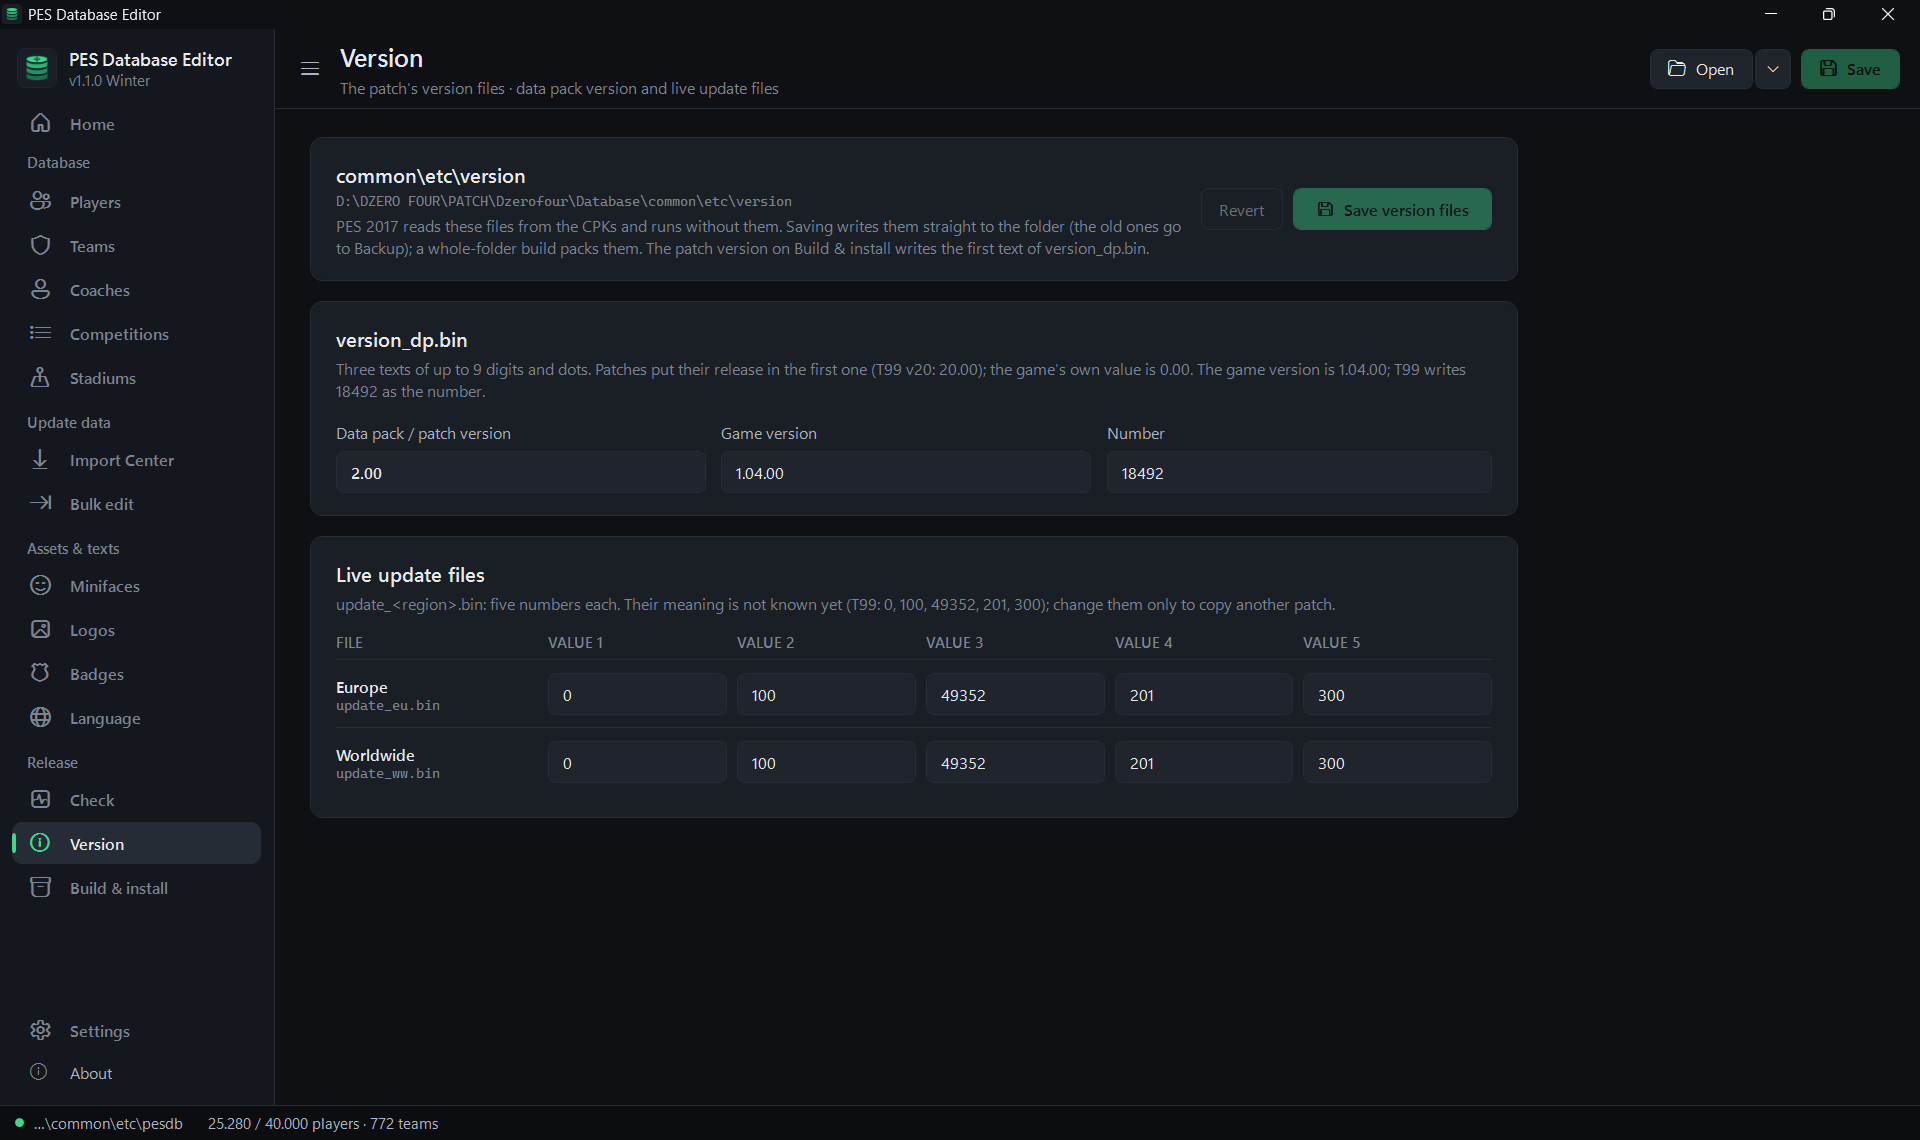 PES Database Editor
PES Database Editor
v1.1.0 Winter
Home
Database
Players
Teams
Coaches
Competitions
Stadiums
Update data
Import Center
Bulk edit
Assets & texts
Minifaces
Logos
Badges
Language
Release
Check
Version
Build & install
Settings
About
Version
The patch's version files · data pack version and live update files
Open
Save
common\etc\version
D:\DZERO FOUR\PATCH\Dzerofour\Database\common\etc\version
PES 2017 reads these files from the CPKs and runs without them. Saving writes them straight to the folder (the old ones go
to Backup); a whole-folder build packs them. The patch version on Build & install writes the first text of version_dp.bin.
Revert
Save version files
version_dp.bin
Three texts of up to 9 digits and dots. Patches put their release in the first one (T99 v20: 20.00); the game's own value is 0.00. The game version is 1.04.00; T99 writes
18492 as the number.
Data pack / patch version
Game version
Number
2.00
1.04.00
18492
Live update files
update_<region>.bin: five numbers each. Their meaning is not known yet (T99: 0, 100, 49352, 201, 300); change them only to copy another patch.
FILE VALUE 1 VALUE 2 VALUE 3 VALUE 4 VALUE 5
Europe
update_eu.bin
0 100 49352 201 300
Worldwide
update_ww.bin
0 100 49352 201 300
...\common\etc\pesdb
25.280 / 40.000 players · 772 teams